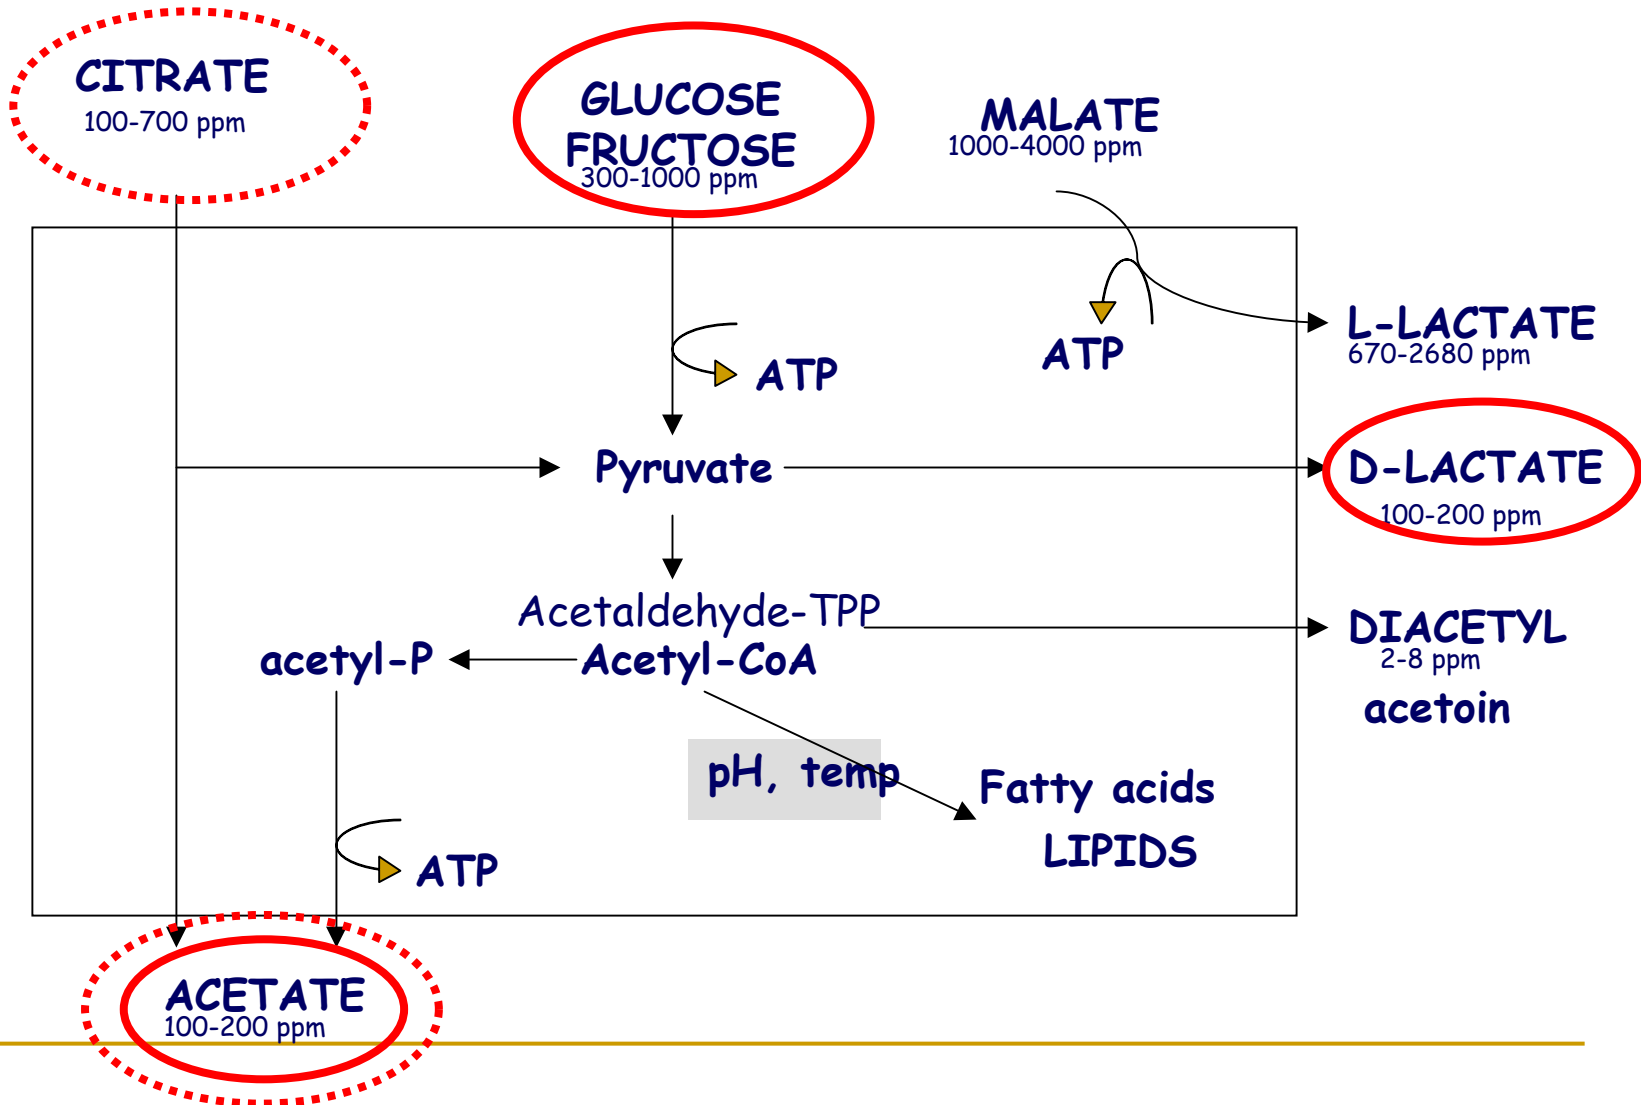 CITRATE
100-700 ppm
GLUCOSE
FRUCTOSE
300-1000 ppm
MALATE
1000-4000 ppm
L-LACTATE
670-2680 ppm
ATP
ATP
Pyruvate
D-LACTATE
100-200 ppm
Acetaldehyde-TPP
DIACETYL
2-8 ppm
acetyl-P
Acetyl-CoA
acetoin
pH, temp
Fatty acids
LIPIDS
ATP
ACETATE
100-200 ppm